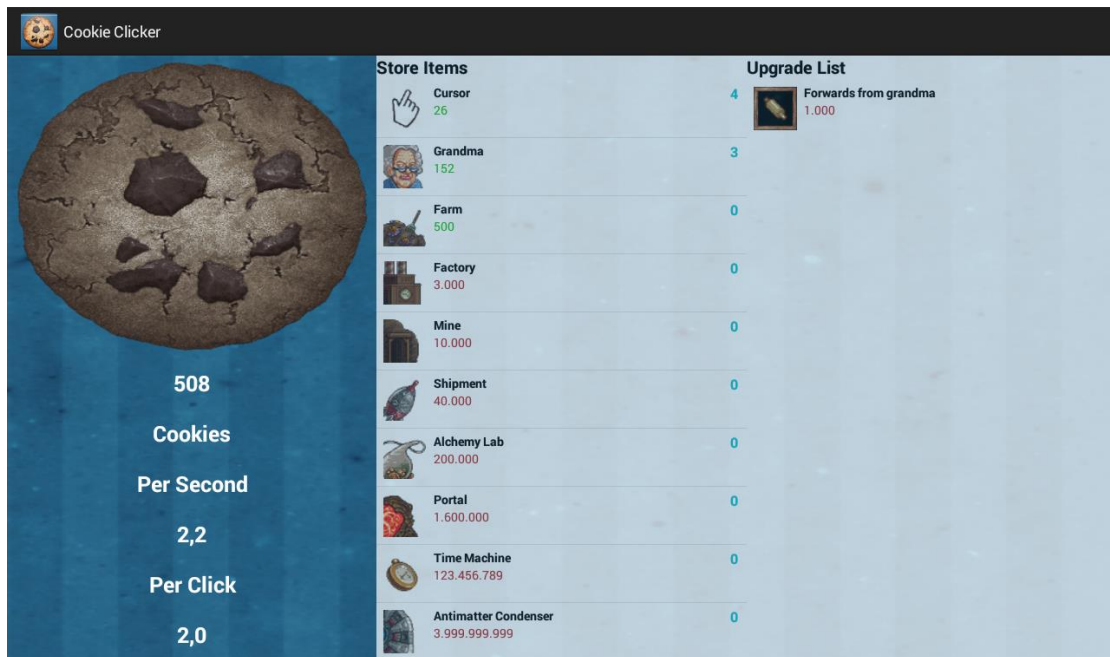 Cookie Clicker
508
Cookies
Per Second
2,2
Per Click
2,0
Store Items
Cursor
26
4
Grandma
152
3
Farm
500
0
Factory
3.000
0
Mine
10.000
0
Shipment
40.000
0
Alchemy Lab
200.000
0
Portal
1.600.000
0
Time Machine
123.456.789
0
Antimatter Condenser
3.999.999.999
0
Upgrade List
Forwards from grandma
1.000